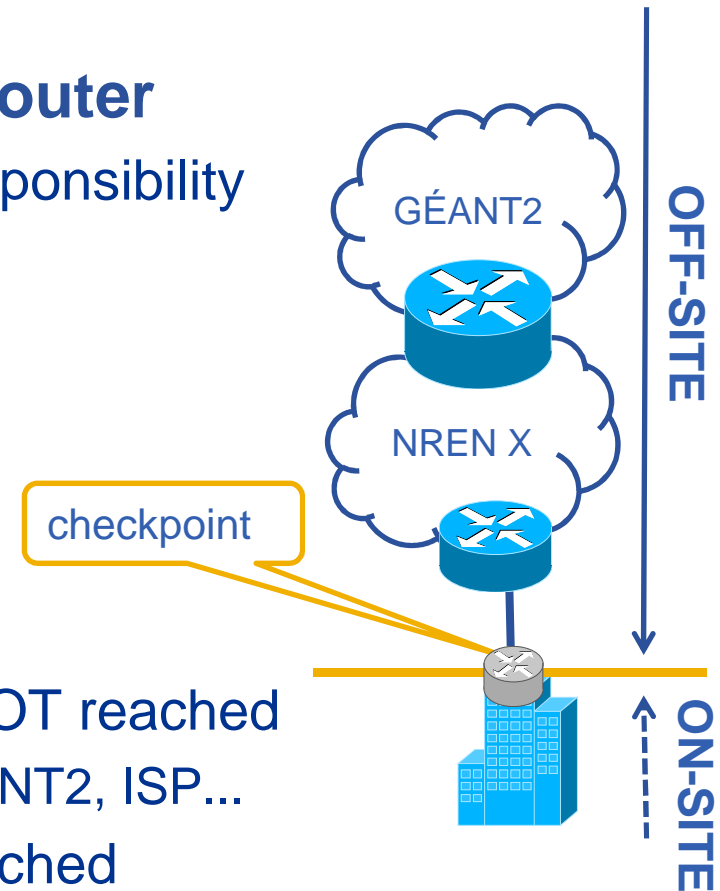 outer
ponsibility
GÉANT2
OFF-SITE
NREN X
checkpoint
OT reached
NT2, ISP...
ched
ON-SITE